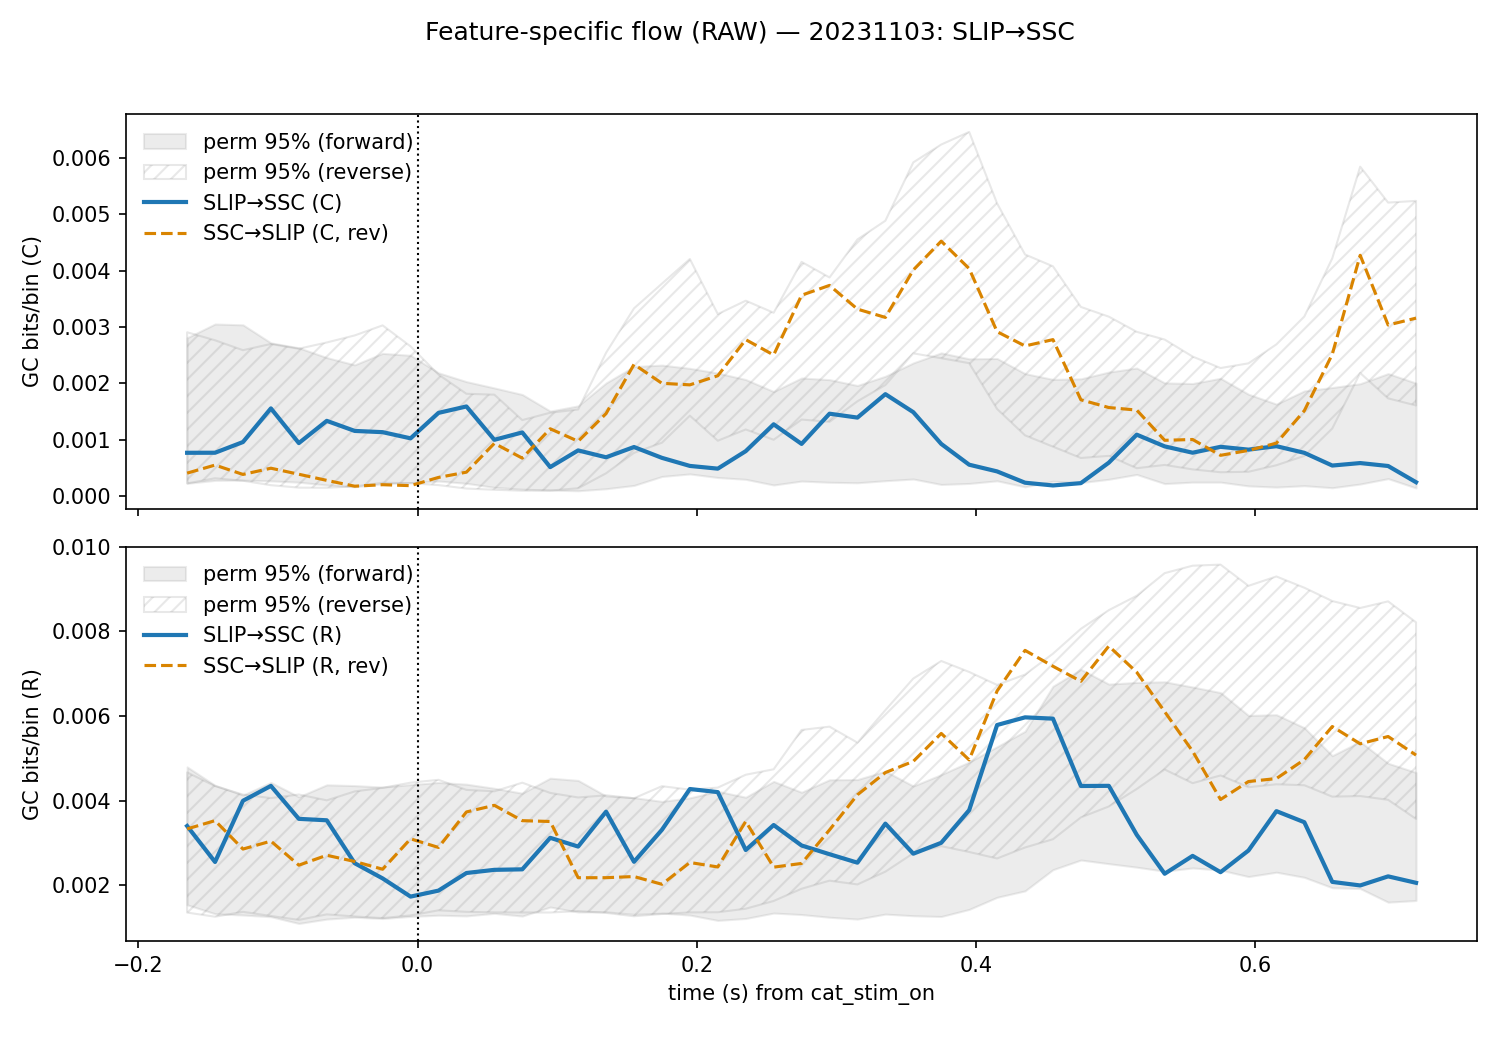 Feature-specific flow (RAW) — 20231103: SLIP→SSC
GC bits/bin (C)
0.006
0.005
0.004
0.003
0.002
0.001
0.000
perm 95% (forward)
perm 95% (reverse)
SLIP→SSC (C)
SSC→SLIP (C, rev)
GC bits/bin (R)
0.010
0.008
0.006
0.004
0.002
perm 95% (forward)
perm 95% (reverse)
SLIP→SSC (R)
SSC→SLIP (R, rev)
−0.2 0.0 0.2 0.4 0.6
time (s) from cat_stim_on